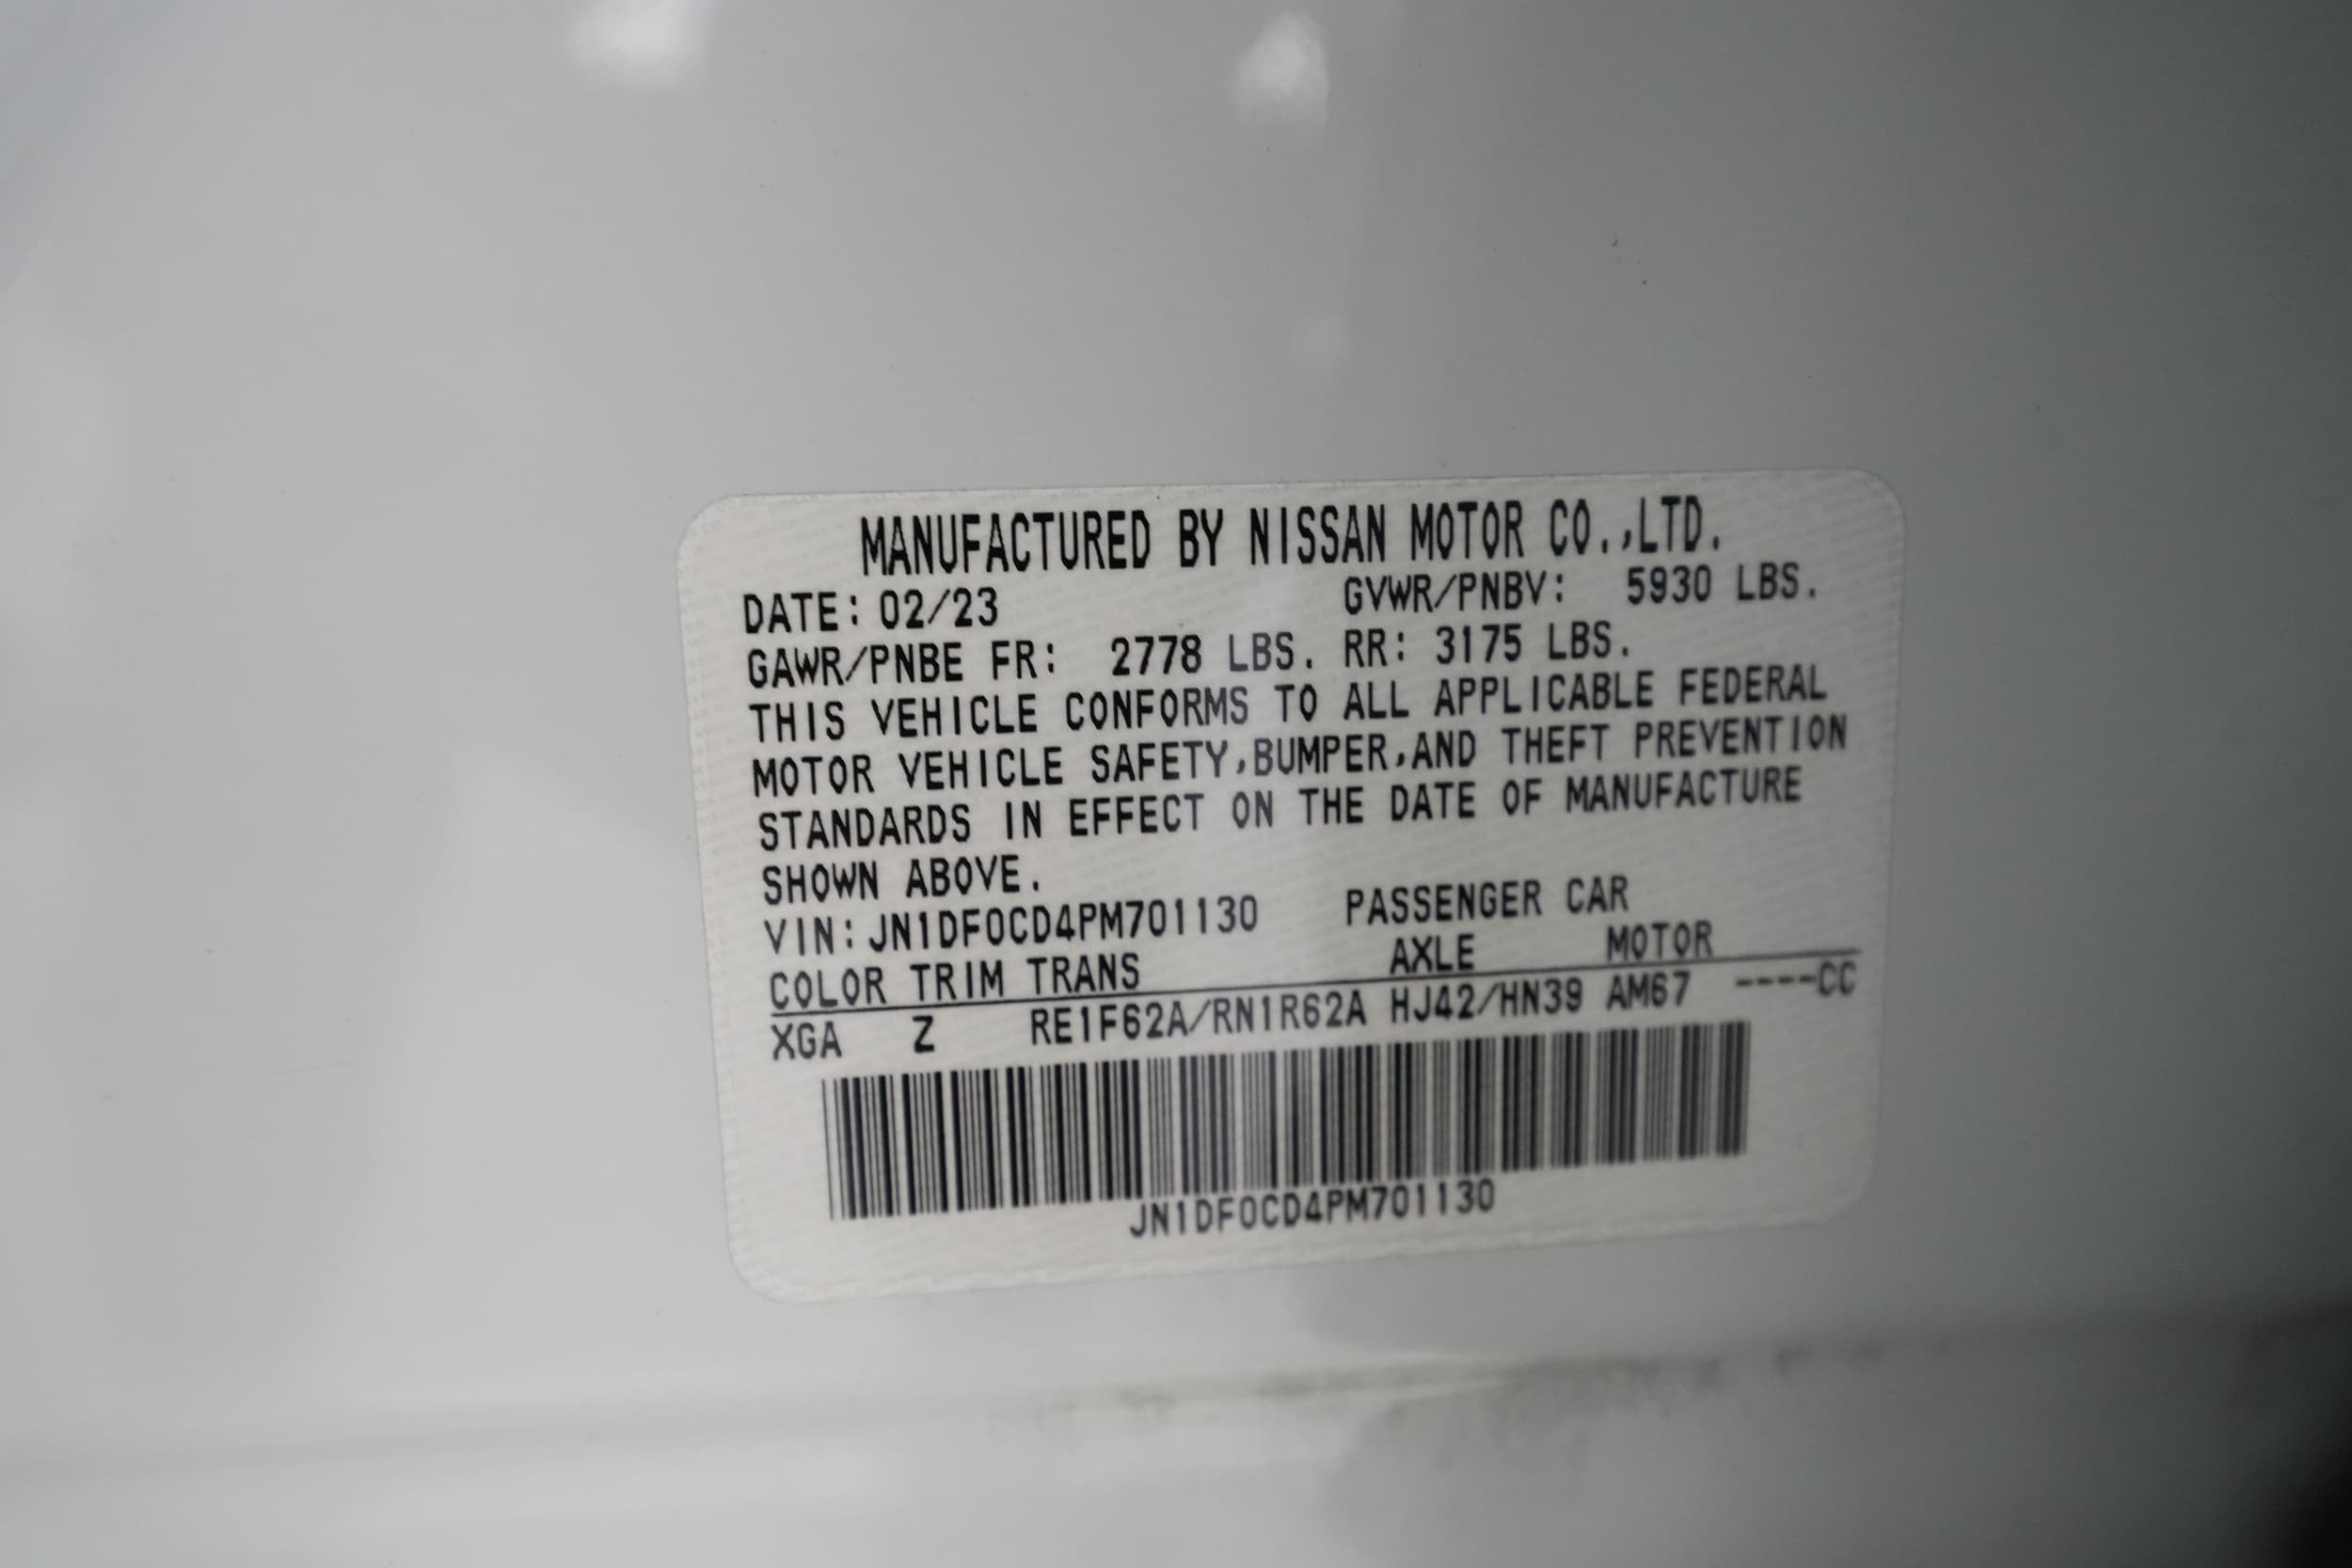 MANUFACTURED BY NISSAN MOTOR CO.,LTD.
DATE: 02/23 GVWR/PNBV: 5930 LBS.
GAWR/PNBE FR: 2778 LBS. RR: 3175 LBS.
THIS VEHICLE CONFORMS TO ALL APPLICABLE FEDERAL
MOTOR VEHICLE SAFETY,BUMPER,AND THEFT PREVENTION
STANDARDS IN EFFECT ON THE DATE OF MANUFACTURE
SHOWN ABOVE.
VIN:JN1DF0CD4PM701130 PASSENGER CAR
COLOR TRIM TRANS AXLE MOTOR
XGA Z RE1F62A/RN1R62A HJ42/HN39 AM67 ----CC
JN1DF0CD4PM701130